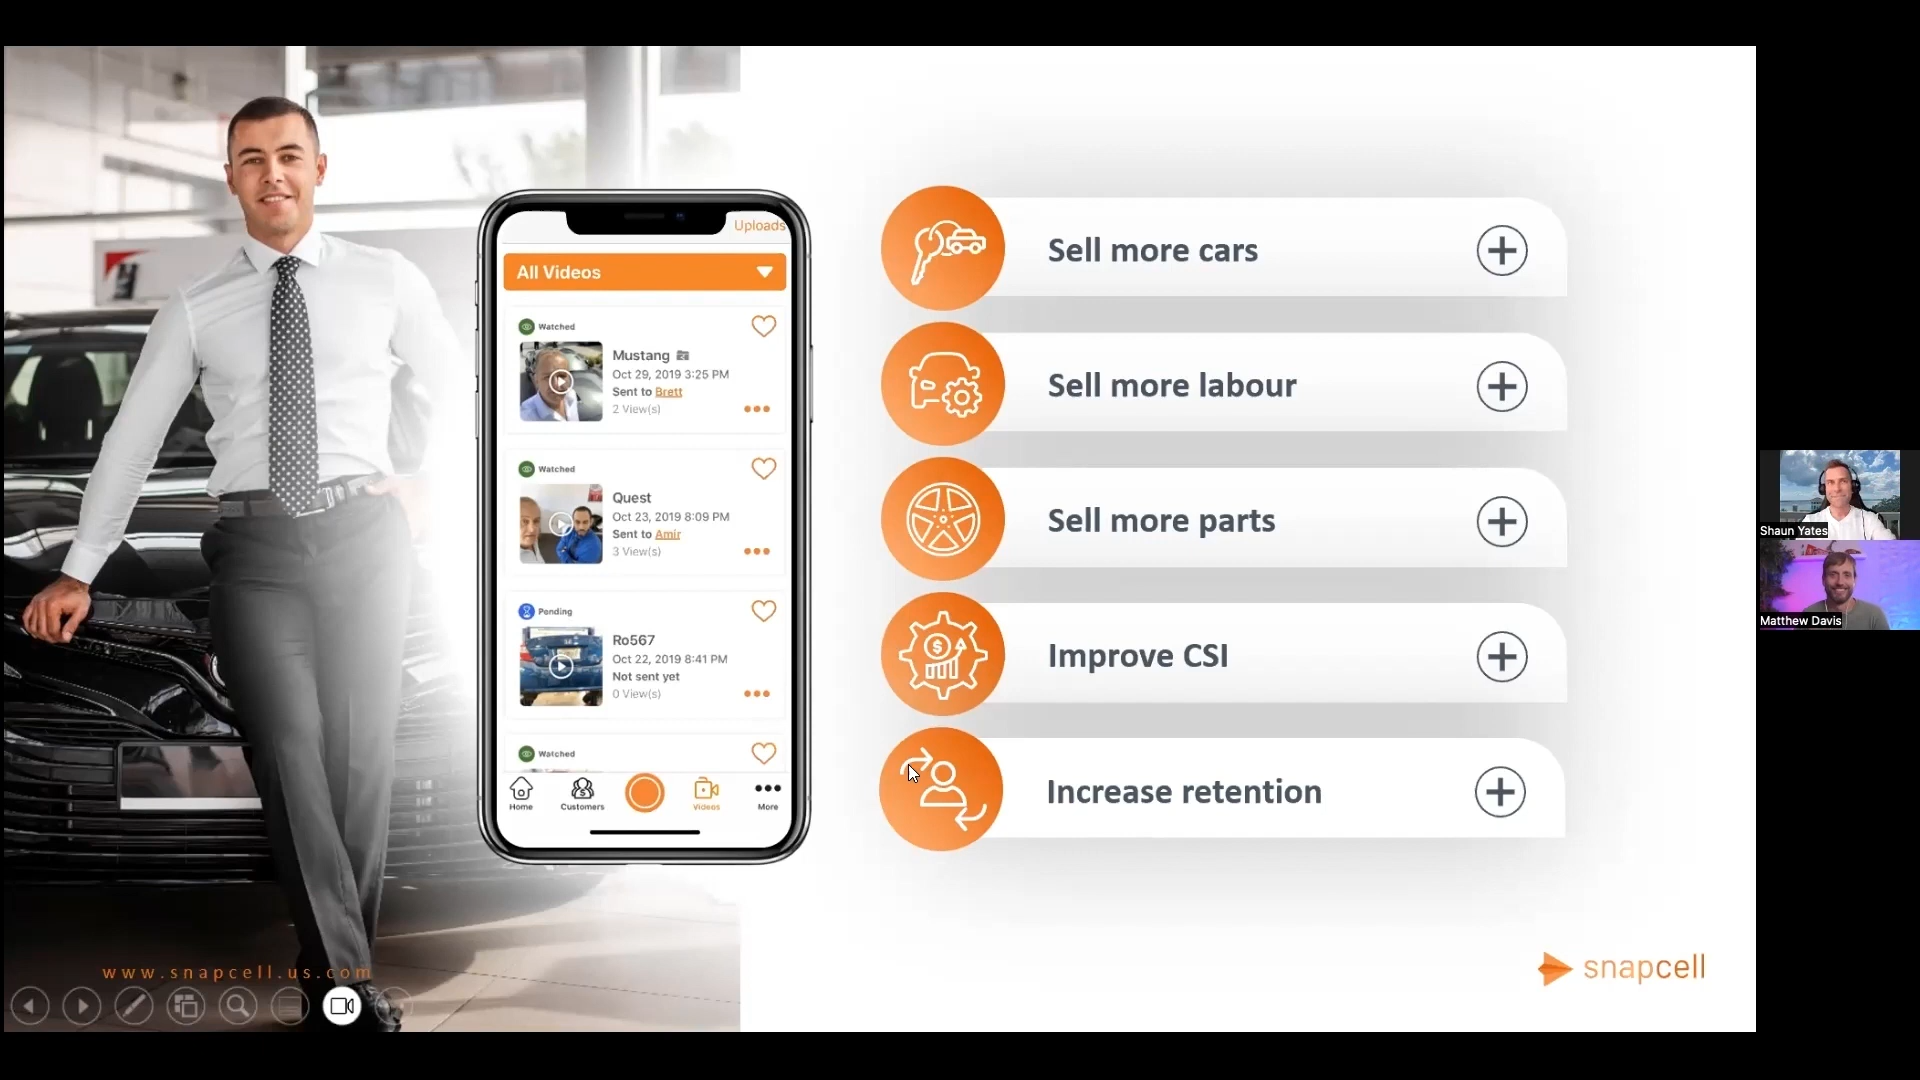 Uploads
All Videos
Watched
Mustang
Oct 29, 2019 3:25 PM
Sent to Brett
2 View(s)
Watched
Quest
Oct 23, 2019 8:09 PM
Sent to Amir
3 View(s)
Pending
Ro567
Oct 22, 2019 8:41 PM
Not sent yet
0 View(s)
Watched
Home
Customers
Videos
More
Sell more cars
Sell more labour
Sell more parts
Improve CSI
Increase retention
www.snapcell.us.com
snapcell
Shaun Yates
Matthew Davis